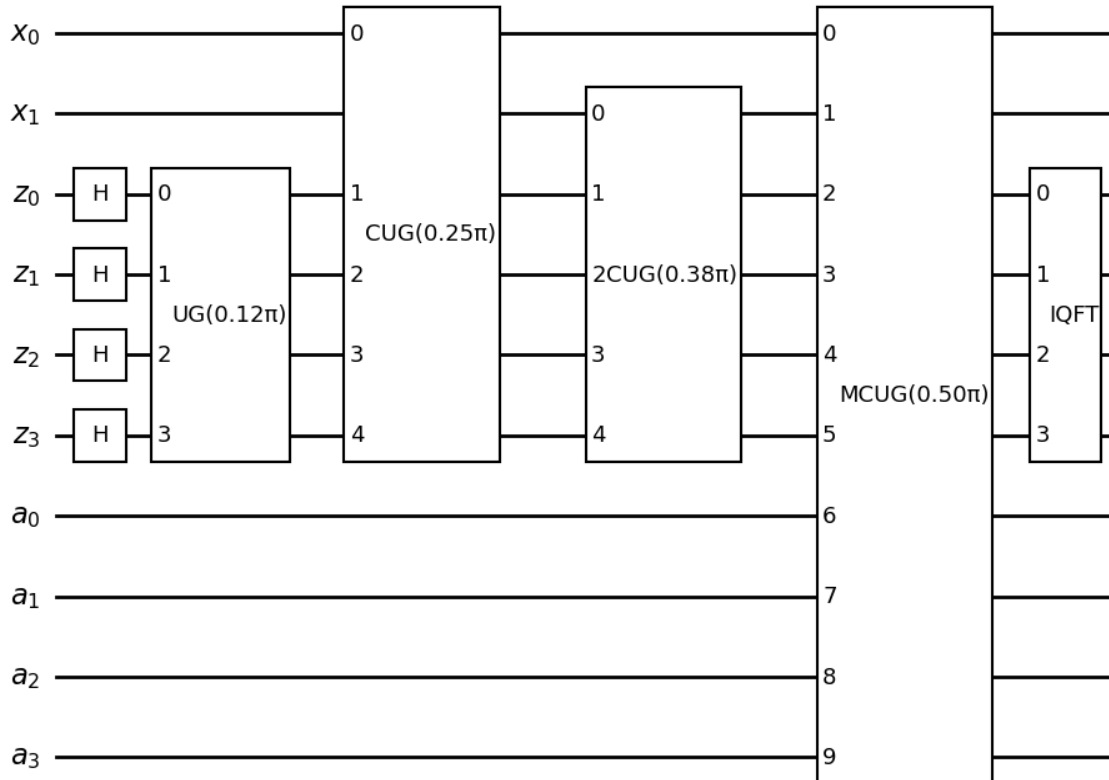 x₀ 0 0
x₁ 0 1
z₀ H 0 1 1 2 0
CUG(0.25π)
z₁ H 1 2 2CUG(0.38π) 3 1
UG(0.12π) IQFT
z₂ H 2 3 3 4 2
MCUG(0.50π)
z₃ H 3 4 4 5 3
a₀ 6
a₁ 7
a₂ 8
a₃ 9